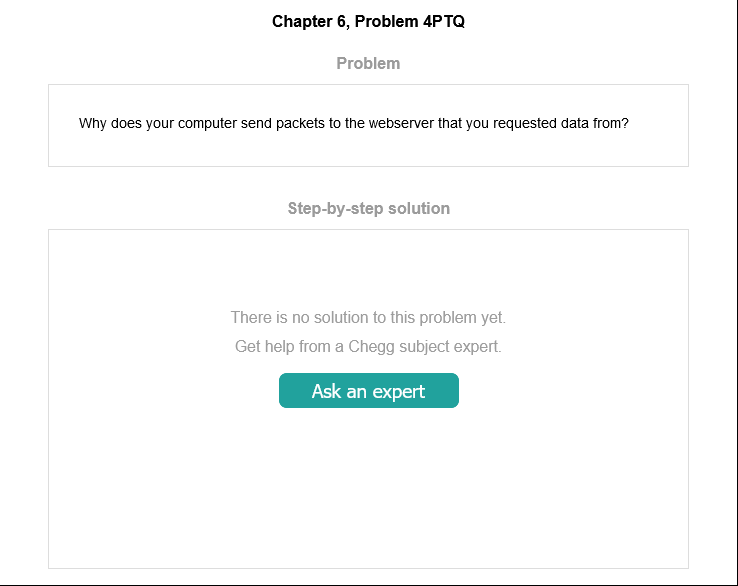 Chapter 6, Problem 4PTQ
Problem
Why does your computer send packets to the webserver that you requested data from?
Step-by-step solution
There is no solution to this problem yet.
Get help from a Chegg subject expert.
Ask an expert